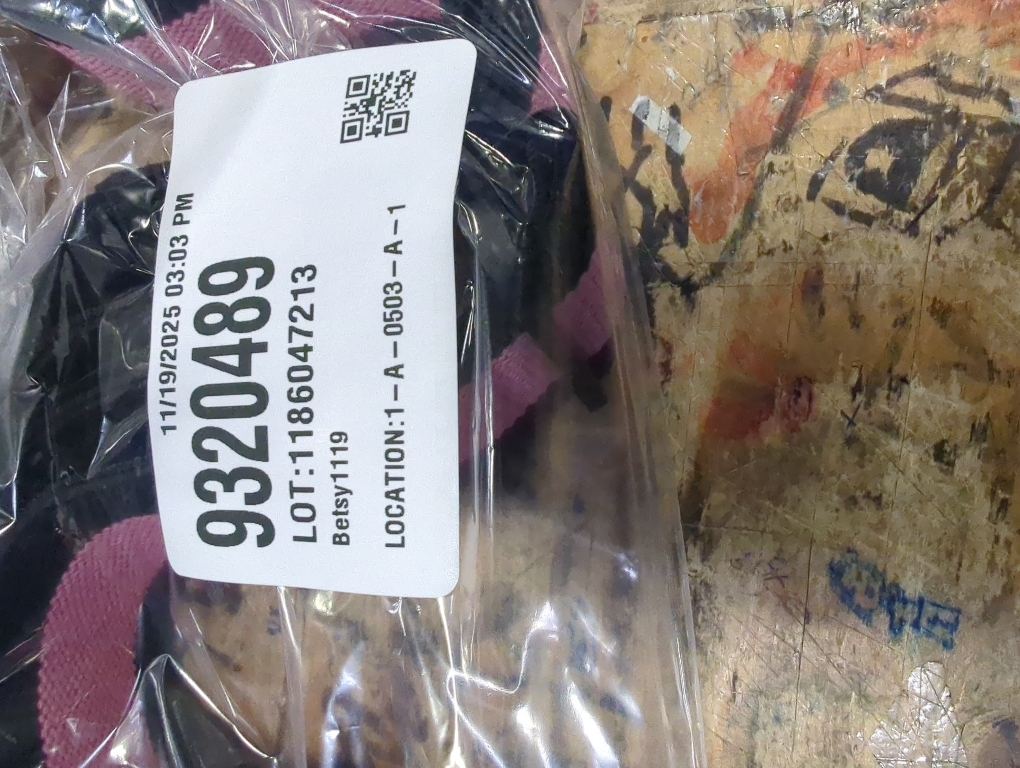 11/19/2025 03:03 PM
9320489
LOT:1186047213
Betsy1119
LOCATION:1-A-0503-A-1